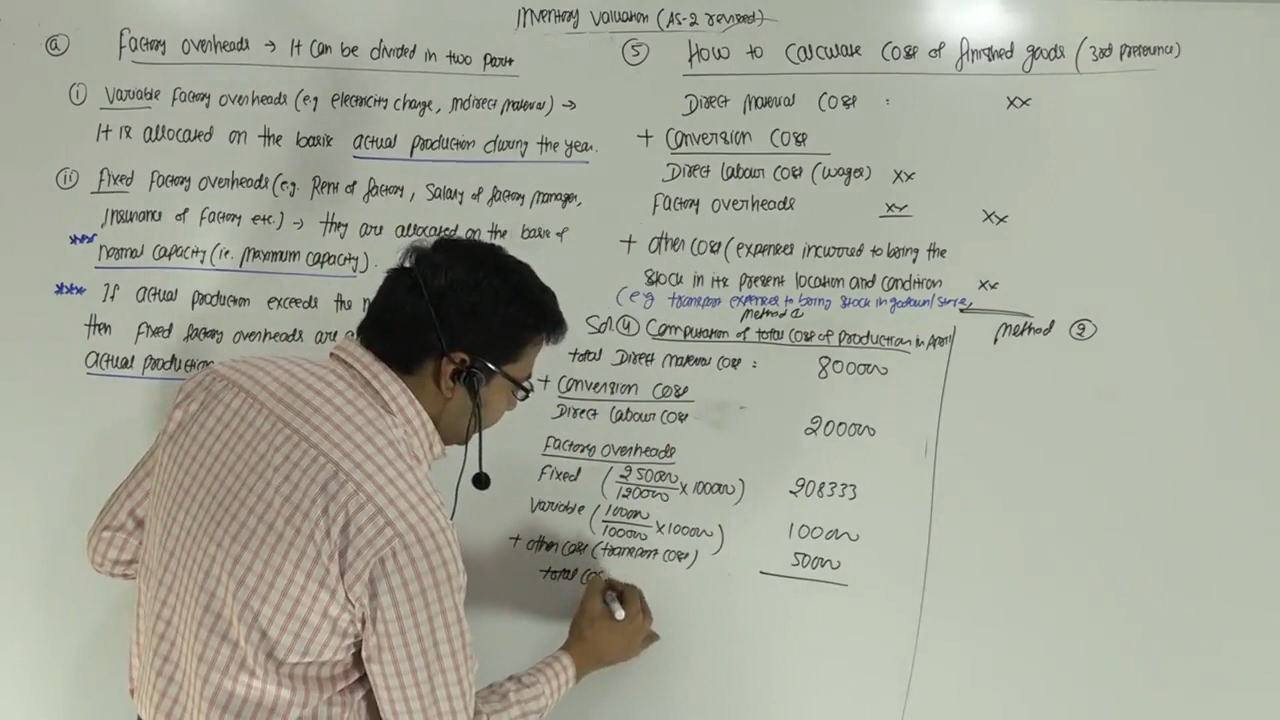 Inventory Valuation (AS-2 revised)
(a) Factory overheads → It can be divided in two parts
(i) Variable factory overheads (e.g electricity charge, Indirect material) →
It is allocated on the basis actual production during the year.
(ii) Fixed factory overheads (e.g. Rent of factory, Salary of factory manager,
Insurance of factory etc.) → they are allocated on the basis of
*** normal capacity (i.e. maximum capacity).
*** If actual production exceeds the
then fixed factory overheads are
actual production
(5) How to calculate cost of finished goods (3rd preference)
Direct material cost : xx
+ Conversion cost
Direct labour cost (wages) xx
Factory overheads xx xx
+ other cost (expenses incurred to bring the
stock in its present location and condition xx
(e.g transport expenses to bring stock in godown/store,
Method 1
Sol. (4) Computation of total cost of production in April
total Direct material cost : 800000
+ Conversion cost
Direct labour cost 200000
Factory overheads
Fixed (250000/120000 × 100000) 208333
Variable (100000/100000 × 100000) 100000
+ other cost (transport cost) 50000
total cos
Method (2)